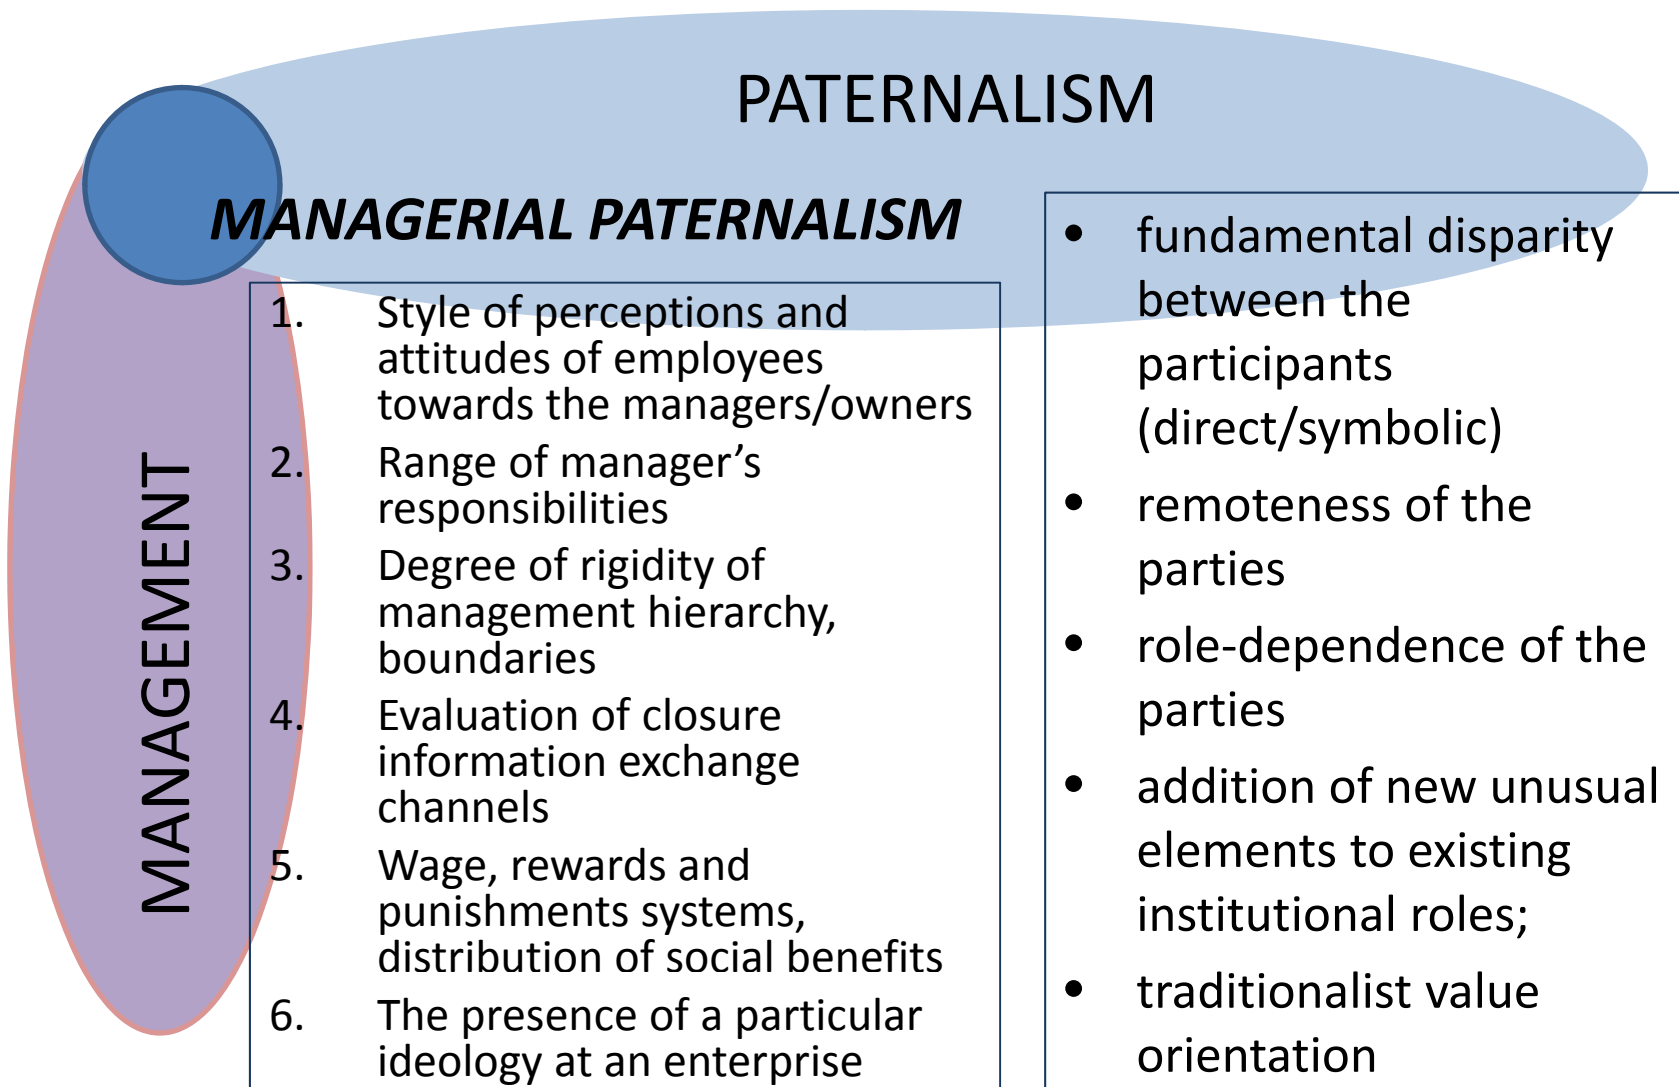 PATERNALISM
MANAGERIAL PATERNALISM
MANAGEMENT
1. Style of perceptions and
attitudes of employees
towards the managers/owners
2. Range of manager’s
responsibilities
3. Degree of rigidity of
management hierarchy,
boundaries
4. Evaluation of closure
information exchange
channels
5. Wage, rewards and
punishments systems,
distribution of social benefits
6. The presence of a particular
ideology at an enterprise
• fundamental disparity
between the
participants
(direct/symbolic)
• remoteness of the
parties
• role-dependence of the
parties
• addition of new unusual
elements to existing
institutional roles;
• traditionalist value
orientation